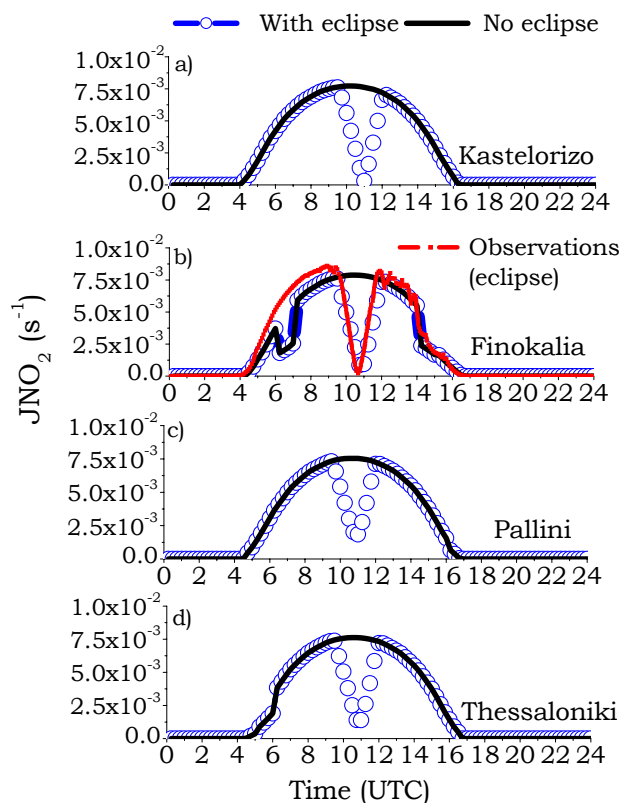 With eclipse No eclipse
JNO₂ (s⁻¹)
a)
1.0x10⁻²
7.5x10⁻³
5.0x10⁻³
2.5x10⁻³
0.0
Kastelorizo
0 2 4 6 8 10 12 14 16 18 20 22 24
b)
1.0x10⁻²
7.5x10⁻³
5.0x10⁻³
2.5x10⁻³
0.0
Observations
(eclipse)
Finokalia
0 2 4 6 8 10 12 14 16 18 20 22 24
c)
1.0x10⁻²
7.5x10⁻³
5.0x10⁻³
2.5x10⁻³
0.0
Pallini
0 2 4 6 8 10 12 14 16 18 20 22 24
d)
1.0x10⁻²
7.5x10⁻³
5.0x10⁻³
2.5x10⁻³
0.0
Thessaloniki
0 2 4 6 8 10 12 14 16 18 20 22 24
Time (UTC)